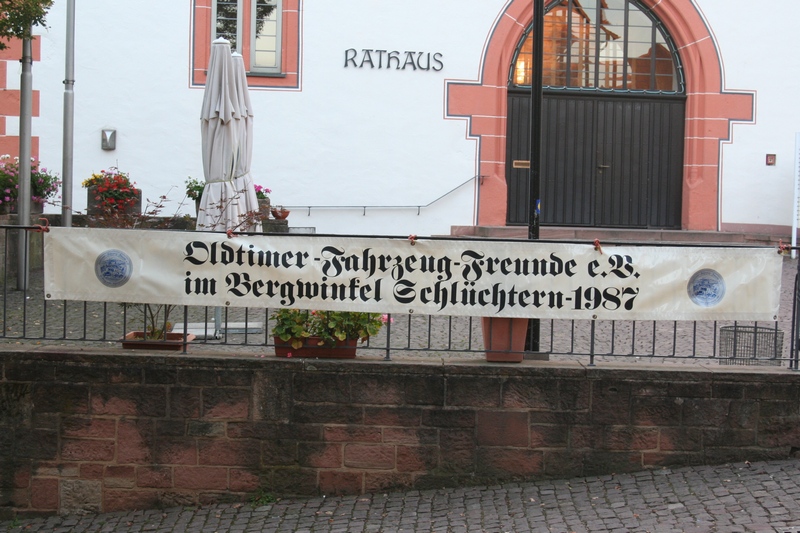 RATHAUS
Oldtimer-Fahrzeug-Freunde e.V.
im Bergwinkel Schlüchtern-1987